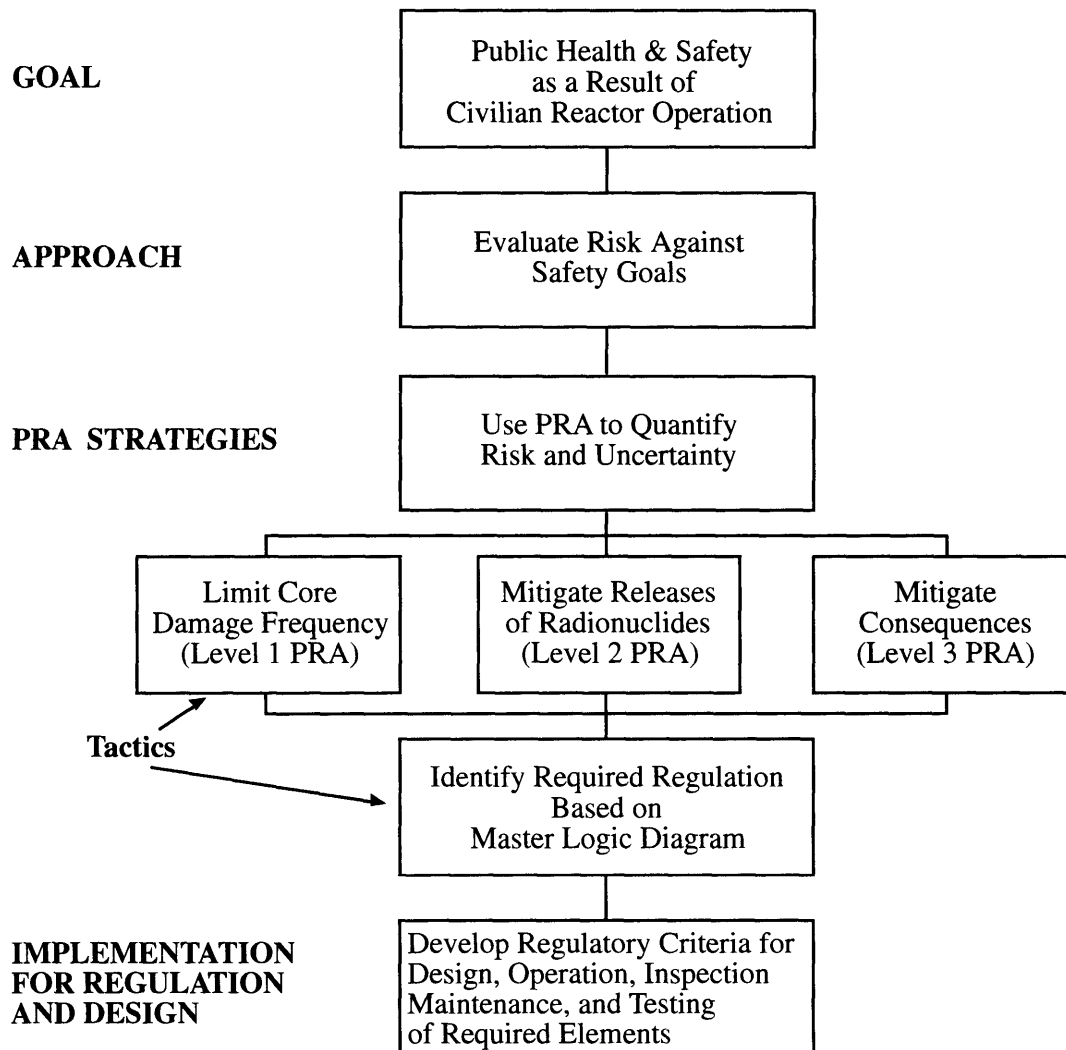 GOAL
Public Health & Safety
as a Result of
Civilian Reactor Operation
APPROACH
Evaluate Risk Against
Safety Goals
PRA STRATEGIES
Use PRA to Quantify
Risk and Uncertainty
Limit Core
Damage Frequency
(Level 1 PRA)
Mitigate Releases
of Radionuclides
(Level 2 PRA)
Mitigate
Consequences
(Level 3 PRA)
Tactics
Identify Required Regulation
Based on
Master Logic Diagram
IMPLEMENTATION
FOR REGULATION
AND DESIGN
Develop Regulatory Criteria for
Design, Operation, Inspection
Maintenance, and Testing
of Required Elements